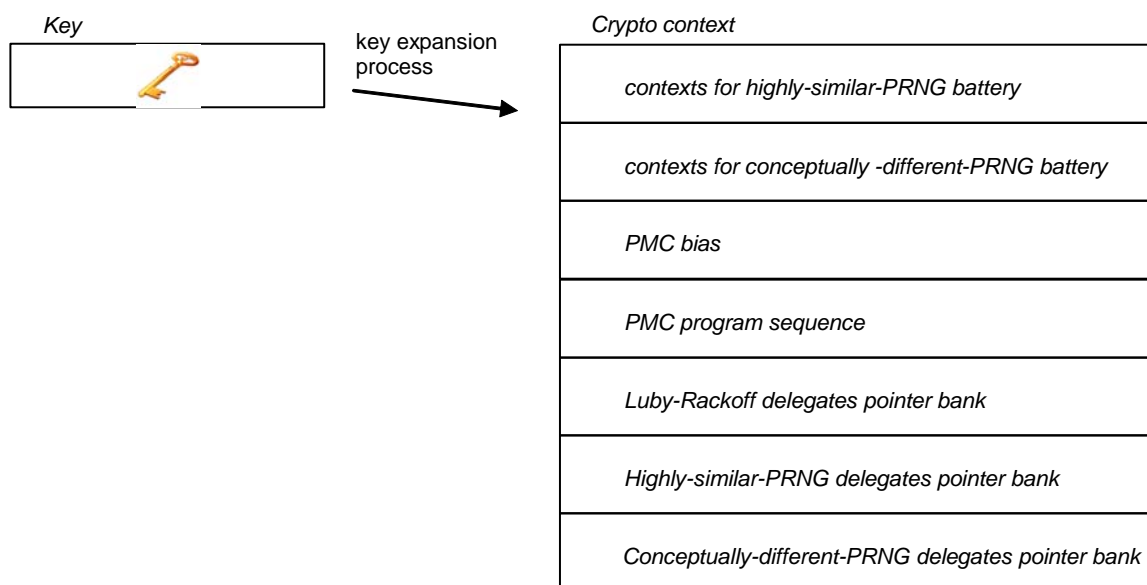 Key
key expansion
process
Crypto context
contexts for highly-similar-PRNG battery
contexts for conceptually -different-PRNG battery
PMC bias
PMC program sequence
Luby-Rackoff delegates pointer bank
Highly-similar-PRNG delegates pointer bank
Conceptually-different-PRNG delegates pointer bank